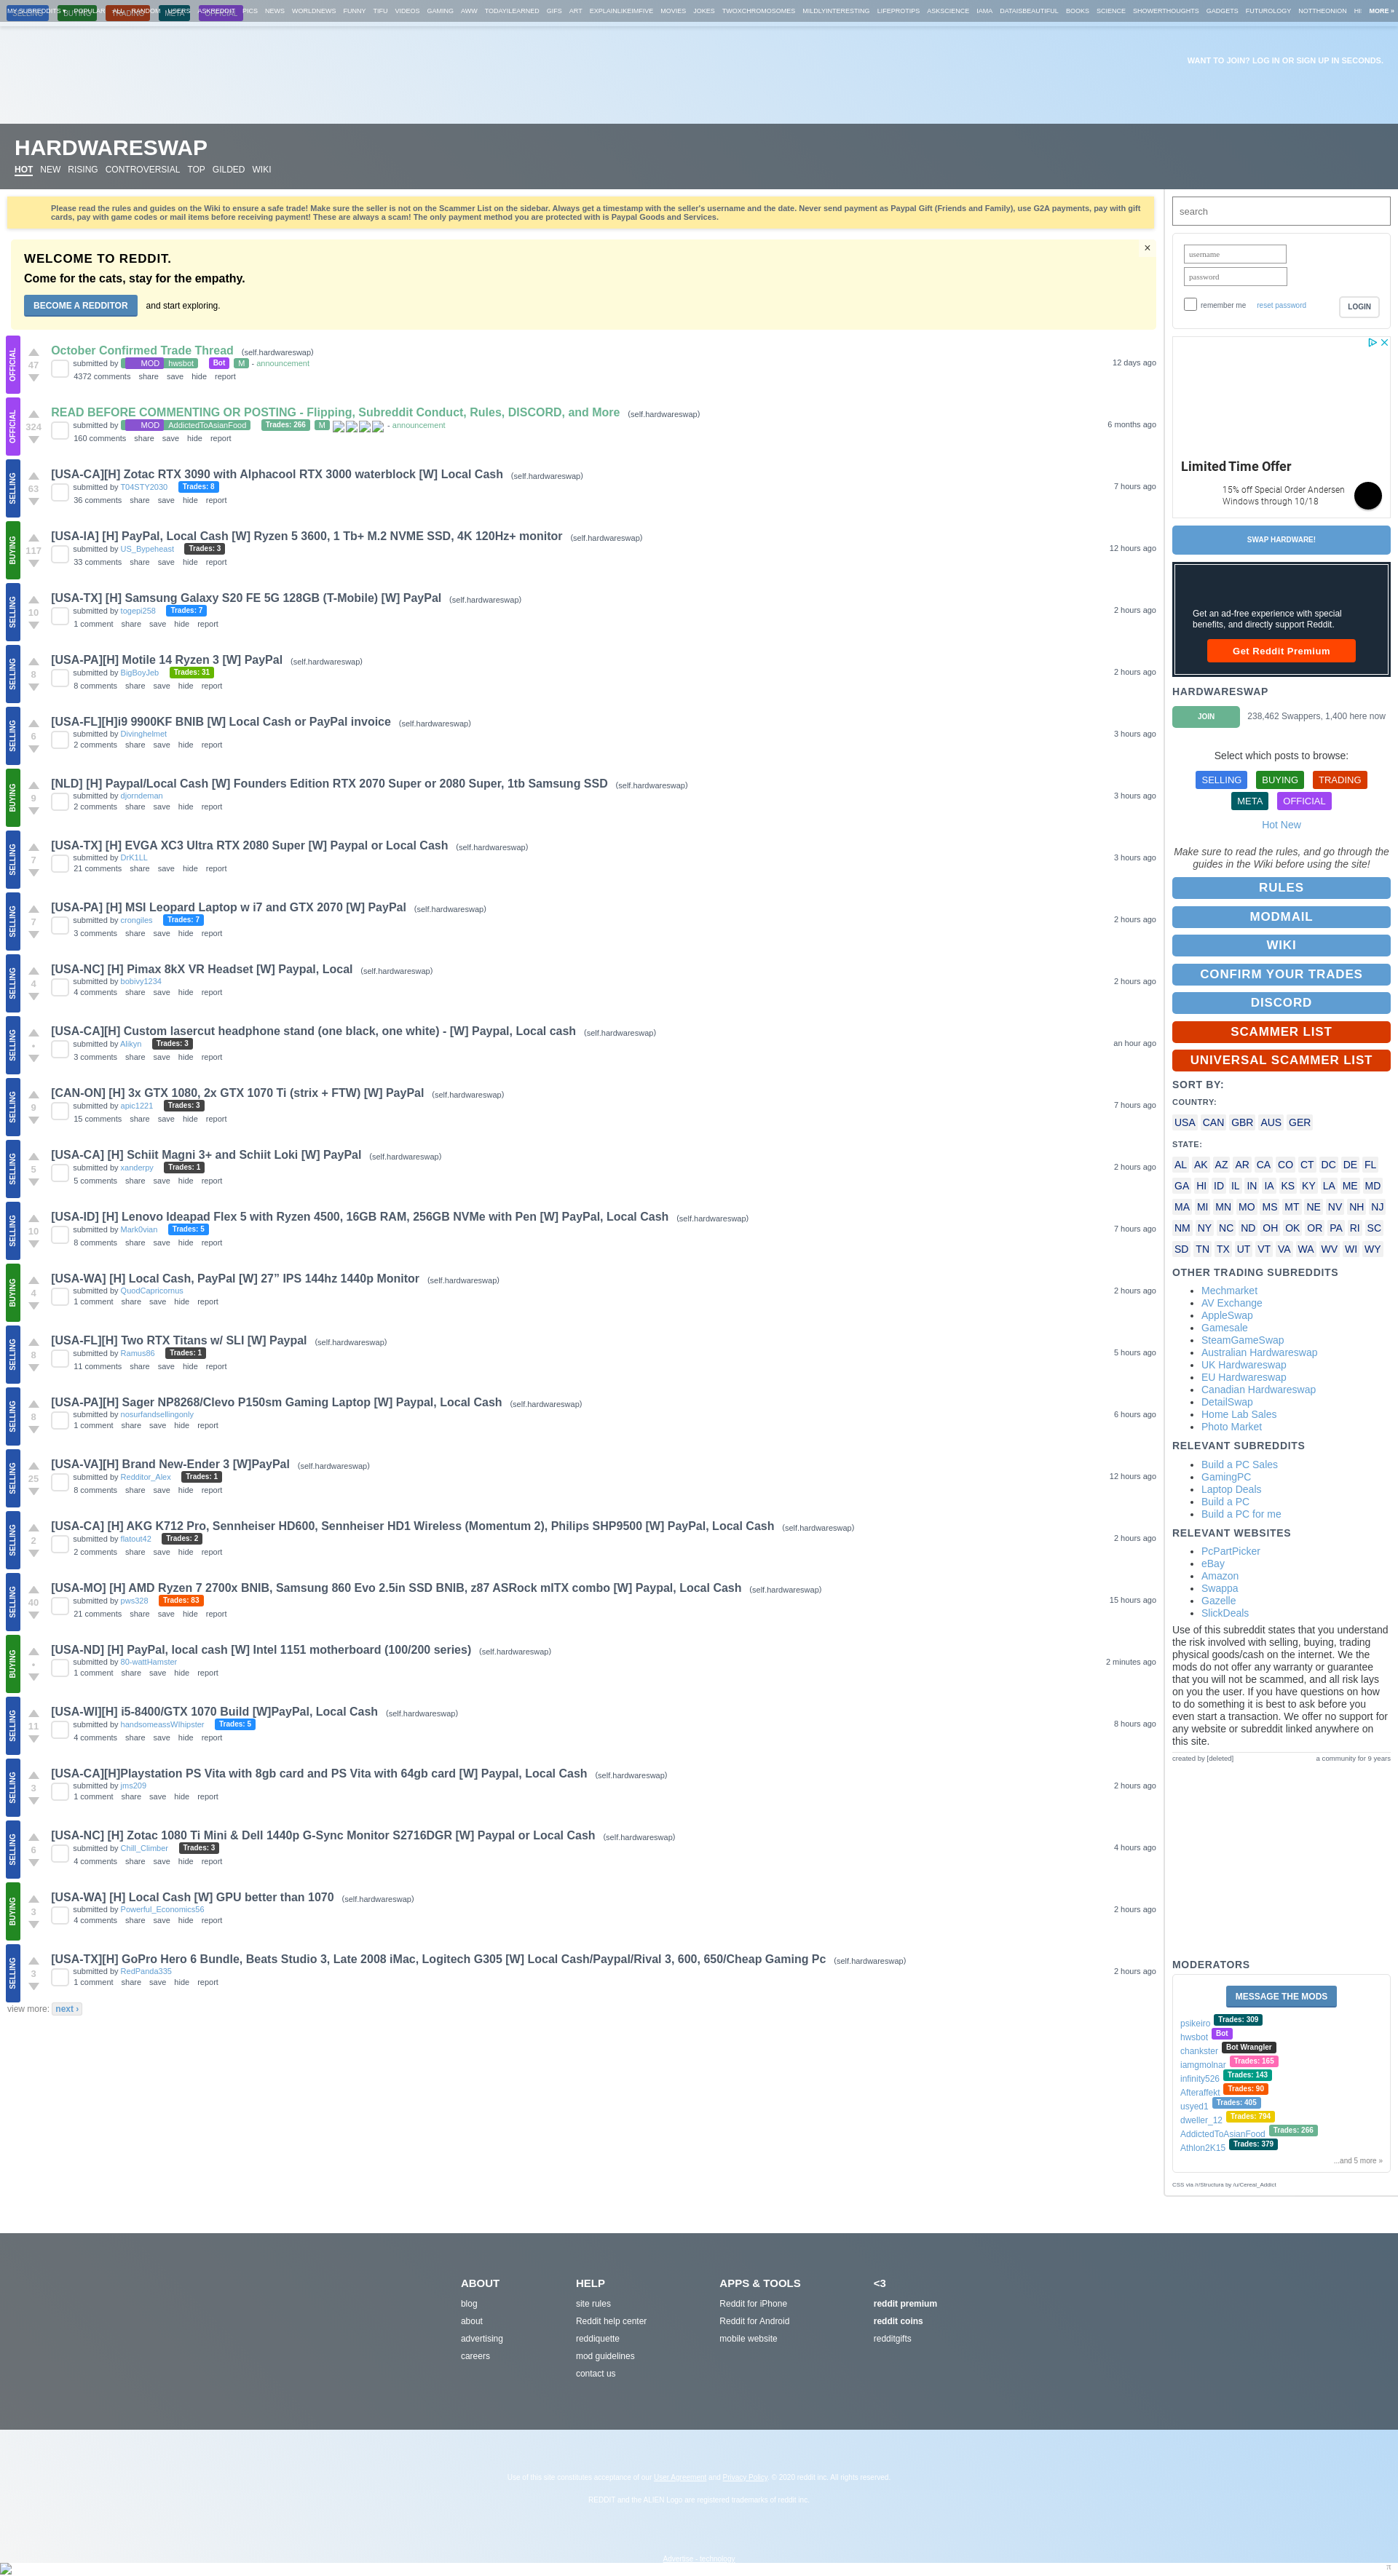 MY SUBREDDITS POPULAR ALL RANDOM USERS ASKREDDIT PICS NEWS WORLDNEWS FUNNY TIFU VIDEOS GAMING AWW TODAYILEARNED GIFS ART EXPLAINLIKEIMFIVE MOVIES JOKES TWOXCHROMOSOMES MILDLYINTERESTING LIFEPROTIPS ASKSCIENCE IAMA DATAISBEAUTIFUL BOOKS SCIENCE SHOWERTHOUGHTS GADGETS FUTUROLOGY NOTTHEONION HI MORE »
SELLING BUYING TRADING META OFFICIAL
WANT TO JOIN? LOG IN OR SIGN UP IN SECONDS.
HARDWARESWAP
HOT NEW RISING CONTROVERSIAL TOP GILDED WIKI
Please read the rules and guides on the Wiki to ensure a safe trade! Make sure the seller is not on the Scammer List on the sidebar. Always get a timestamp with the seller's username and the date. Never send payment as Paypal Gift (Friends and Family), use G2A payments, pay with gift
cards, pay with game codes or mail items before receiving payment! These are always a scam! The only payment method you are protected with is Paypal Goods and Services.
WELCOME TO REDDIT. ×
Come for the cats, stay for the empathy.
BECOME A REDDITOR and start exploring.
OFFICIAL
47
October Confirmed Trade Thread (self.hardwareswap)
submitted by MOD hwsbot Bot M - announcement 12 days ago
4372 comments share save hide report
OFFICIAL
324
READ BEFORE COMMENTING OR POSTING - Flipping, Subreddit Conduct, Rules, DISCORD, and More (self.hardwareswap)
submitted by MOD AddictedToAsianFood Trades: 266 M - announcement 6 months ago
160 comments share save hide report
SELLING
63
[USA-CA][H] Zotac RTX 3090 with Alphacool RTX 3000 waterblock [W] Local Cash (self.hardwareswap)
submitted by T04STY2030 Trades: 8 7 hours ago
36 comments share save hide report
BUYING
117
[USA-IA] [H] PayPal, Local Cash [W] Ryzen 5 3600, 1 Tb+ M.2 NVME SSD, 4K 120Hz+ monitor (self.hardwareswap)
submitted by US_Bypeheast Trades: 3 12 hours ago
33 comments share save hide report
SELLING
10
[USA-TX] [H] Samsung Galaxy S20 FE 5G 128GB (T-Mobile) [W] PayPal (self.hardwareswap)
submitted by togepi258 Trades: 7 2 hours ago
1 comment share save hide report
SELLING
8
[USA-PA][H] Motile 14 Ryzen 3 [W] PayPal (self.hardwareswap)
submitted by BigBoyJeb Trades: 31 2 hours ago
8 comments share save hide report
SELLING
6
[USA-FL][H]i9 9900KF BNIB [W] Local Cash or PayPal invoice (self.hardwareswap)
submitted by Divinghelmet 3 hours ago
2 comments share save hide report
BUYING
9
[NLD] [H] Paypal/Local Cash [W] Founders Edition RTX 2070 Super or 2080 Super, 1tb Samsung SSD (self.hardwareswap)
submitted by djorndeman 3 hours ago
2 comments share save hide report
SELLING
7
[USA-TX] [H] EVGA XC3 Ultra RTX 2080 Super [W] Paypal or Local Cash (self.hardwareswap)
submitted by DrK1LL 3 hours ago
21 comments share save hide report
SELLING
7
[USA-PA] [H] MSI Leopard Laptop w i7 and GTX 2070 [W] PayPal (self.hardwareswap)
submitted by crongiles Trades: 7 2 hours ago
3 comments share save hide report
SELLING
4
[USA-NC] [H] Pimax 8kX VR Headset [W] Paypal, Local (self.hardwareswap)
submitted by bobivy1234 2 hours ago
4 comments share save hide report
SELLING
•
[USA-CA][H] Custom lasercut headphone stand (one black, one white) - [W] Paypal, Local cash (self.hardwareswap)
submitted by Alikyn Trades: 3 an hour ago
3 comments share save hide report
SELLING
9
[CAN-ON] [H] 3x GTX 1080, 2x GTX 1070 Ti (strix + FTW) [W] PayPal (self.hardwareswap)
submitted by apic1221 Trades: 3 7 hours ago
15 comments share save hide report
SELLING
5
[USA-CA] [H] Schiit Magni 3+ and Schiit Loki [W] PayPal (self.hardwareswap)
submitted by xanderpy Trades: 1 2 hours ago
5 comments share save hide report
SELLING
10
[USA-ID] [H] Lenovo Ideapad Flex 5 with Ryzen 4500, 16GB RAM, 256GB NVMe with Pen [W] PayPal, Local Cash (self.hardwareswap)
submitted by Mark0vian Trades: 5 7 hours ago
8 comments share save hide report
BUYING
4
[USA-WA] [H] Local Cash, PayPal [W] 27” IPS 144hz 1440p Monitor (self.hardwareswap)
submitted by QuodCapricornus 2 hours ago
1 comment share save hide report
SELLING
8
[USA-FL][H] Two RTX Titans w/ SLI [W] Paypal (self.hardwareswap)
submitted by Ramus86 Trades: 1 5 hours ago
11 comments share save hide report
SELLING
8
[USA-PA][H] Sager NP8268/Clevo P150sm Gaming Laptop [W] Paypal, Local Cash (self.hardwareswap)
submitted by nosurfandsellingonly 6 hours ago
1 comment share save hide report
SELLING
25
[USA-VA][H] Brand New-Ender 3 [W]PayPal (self.hardwareswap)
submitted by Redditor_Alex Trades: 1 12 hours ago
8 comments share save hide report
SELLING
2
[USA-CA] [H] AKG K712 Pro, Sennheiser HD600, Sennheiser HD1 Wireless (Momentum 2), Philips SHP9500 [W] PayPal, Local Cash (self.hardwareswap)
submitted by flatout42 Trades: 2 2 hours ago
2 comments share save hide report
SELLING
40
[USA-MO] [H] AMD Ryzen 7 2700x BNIB, Samsung 860 Evo 2.5in SSD BNIB, z87 ASRock mITX combo [W] Paypal, Local Cash (self.hardwareswap)
submitted by pws328 Trades: 83 15 hours ago
21 comments share save hide report
BUYING
•
[USA-ND] [H] PayPal, local cash [W] Intel 1151 motherboard (100/200 series) (self.hardwareswap)
submitted by 80-wattHamster 2 minutes ago
1 comment share save hide report
SELLING
11
[USA-WI][H] i5-8400/GTX 1070 Build [W]PayPal, Local Cash (self.hardwareswap)
submitted by handsomeassWIhipster Trades: 5 8 hours ago
4 comments share save hide report
SELLING
3
[USA-CA][H]Playstation PS Vita with 8gb card and PS Vita with 64gb card [W] Paypal, Local Cash (self.hardwareswap)
submitted by jms209 2 hours ago
1 comment share save hide report
SELLING
6
[USA-NC] [H] Zotac 1080 Ti Mini & Dell 1440p G-Sync Monitor S2716DGR [W] Paypal or Local Cash (self.hardwareswap)
submitted by Chill_Climber Trades: 3 4 hours ago
4 comments share save hide report
BUYING
3
[USA-WA] [H] Local Cash [W] GPU better than 1070 (self.hardwareswap)
submitted by Powerful_Economics56 2 hours ago
4 comments share save hide report
SELLING
3
[USA-TX][H] GoPro Hero 6 Bundle, Beats Studio 3, Late 2008 iMac, Logitech G305 [W] Local Cash/Paypal/Rival 3, 600, 650/Cheap Gaming Pc (self.hardwareswap)
submitted by RedPanda335 2 hours ago
1 comment share save hide report
view more: next ›
search
username
password
remember me reset password LOGIN
Limited Time Offer
15% off Special Order Andersen
Windows through 10/18
SWAP HARDWARE!
Get an ad-free experience with special
benefits, and directly support Reddit.
Get Reddit Premium
HARDWARESWAP
JOIN 238,462 Swappers, 1,400 here now
Select which posts to browse:
SELLING BUYING TRADING
META OFFICIAL
Hot New
Make sure to read the rules, and go through the
guides in the Wiki before using the site!
RULES
MODMAIL
WIKI
CONFIRM YOUR TRADES
DISCORD
SCAMMER LIST
UNIVERSAL SCAMMER LIST
SORT BY:
COUNTRY:
USA CAN GBR AUS GER
STATE:
AL AK AZ AR CA CO CT DC DE FL
GA HI ID IL IN IA KS KY LA ME MD
MA MI MN MO MS MT NE NV NH NJ
NM NY NC ND OH OK OR PA RI SC
SD TN TX UT VT VA WA WV WI WY
OTHER TRADING SUBREDDITS
Mechmarket
AV Exchange
AppleSwap
Gamesale
SteamGameSwap
Australian Hardwareswap
UK Hardwareswap
EU Hardwareswap
Canadian Hardwareswap
DetailSwap
Home Lab Sales
Photo Market
RELEVANT SUBREDDITS
Build a PC Sales
GamingPC
Laptop Deals
Build a PC
Build a PC for me
RELEVANT WEBSITES
PcPartPicker
eBay
Amazon
Swappa
Gazelle
SlickDeals
Use of this subreddit states that you understand
the risk involved with selling, buying, trading
physical goods/cash on the internet. We the
mods do not offer any warranty or guarantee
that you will not be scammed, and all risk lays
on you the user. If you have questions on how
to do something it is best to ask before you
even start a transaction. We offer no support for
any website or subreddit linked anywhere on
this site.
created by [deleted] a community for 9 years
MODERATORS
MESSAGE THE MODS
psikeiro Trades: 309
hwsbot Bot
chankster Bot Wrangler
iamgmolnar Trades: 165
infinity526 Trades: 143
Afteraffekt Trades: 90
usyed1 Trades: 405
dweller_12 Trades: 794
AddictedToAsianFood Trades: 266
Athlon2K15 Trades: 379
...and 5 more »
CSS via /r/Structura by /u/Cereal_Addict
ABOUT
blog
about
advertising
careers
HELP
site rules
Reddit help center
reddiquette
mod guidelines
contact us
APPS & TOOLS
Reddit for iPhone
Reddit for Android
mobile website
<3
reddit premium
reddit coins
redditgifts
Use of this site constitutes acceptance of our User Agreement and Privacy Policy. © 2020 reddit inc. All rights reserved.
REDDIT and the ALIEN Logo are registered trademarks of reddit inc.
Advertise - technology
π